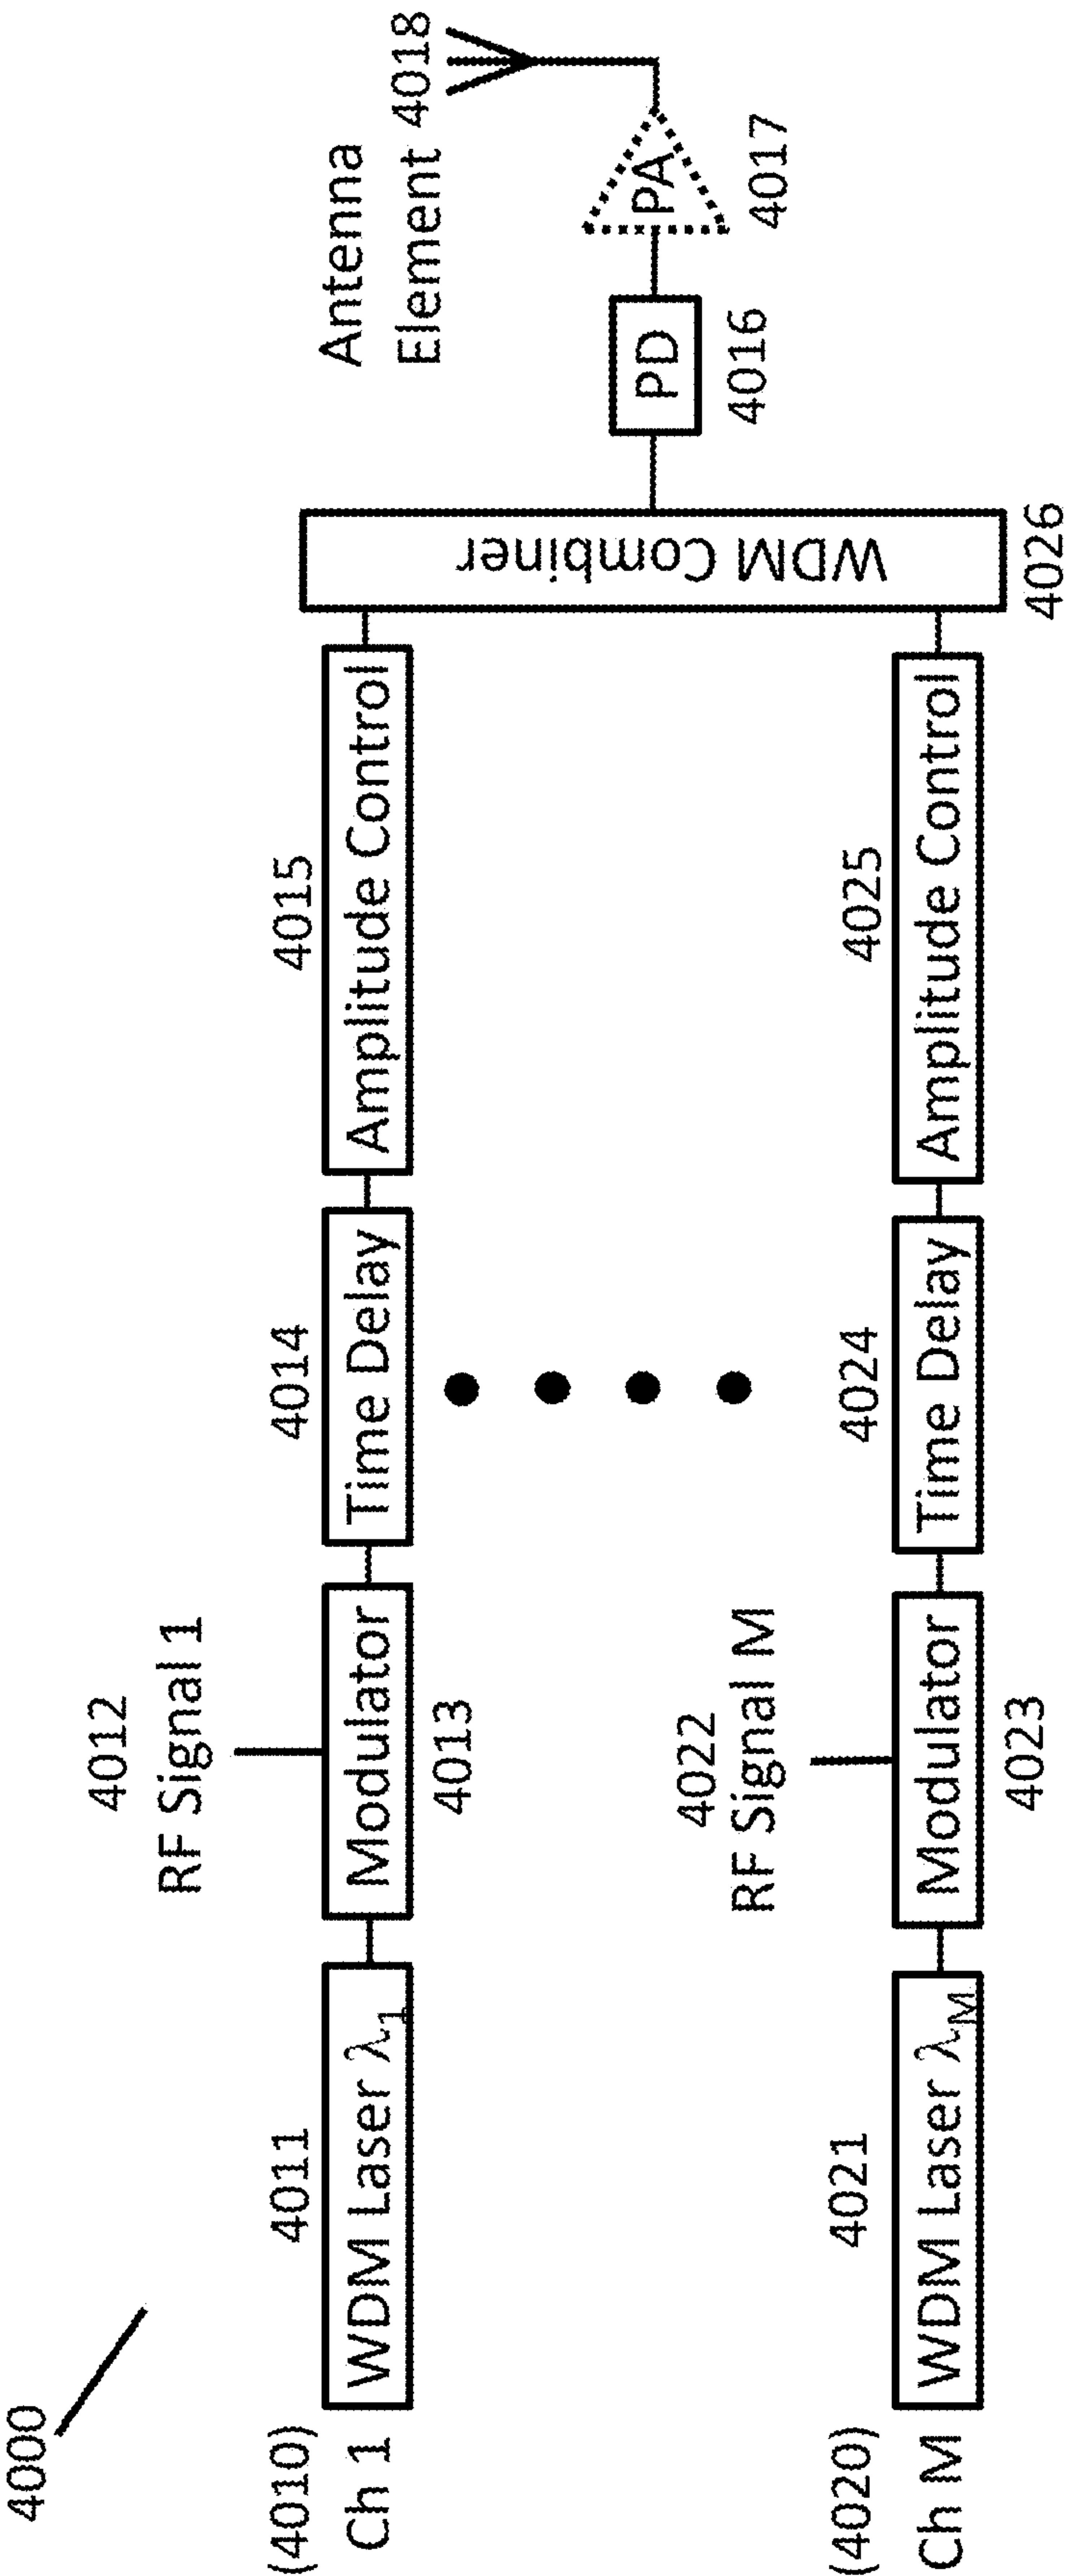 4000
4012
RF Signal 1
(4010)
Ch 1
4011
WDM Laser λ1
Modulator
4013
4014
Time Delay
4015
Amplitude Control
4022
RF Signal M
(4020)
Ch M
4021
WDM Laser λM
Modulator
4023
4024
Time Delay
4025
Amplitude Control
WDM Combiner
4026
PD
4016
PA
4017
Antenna
Element 4018